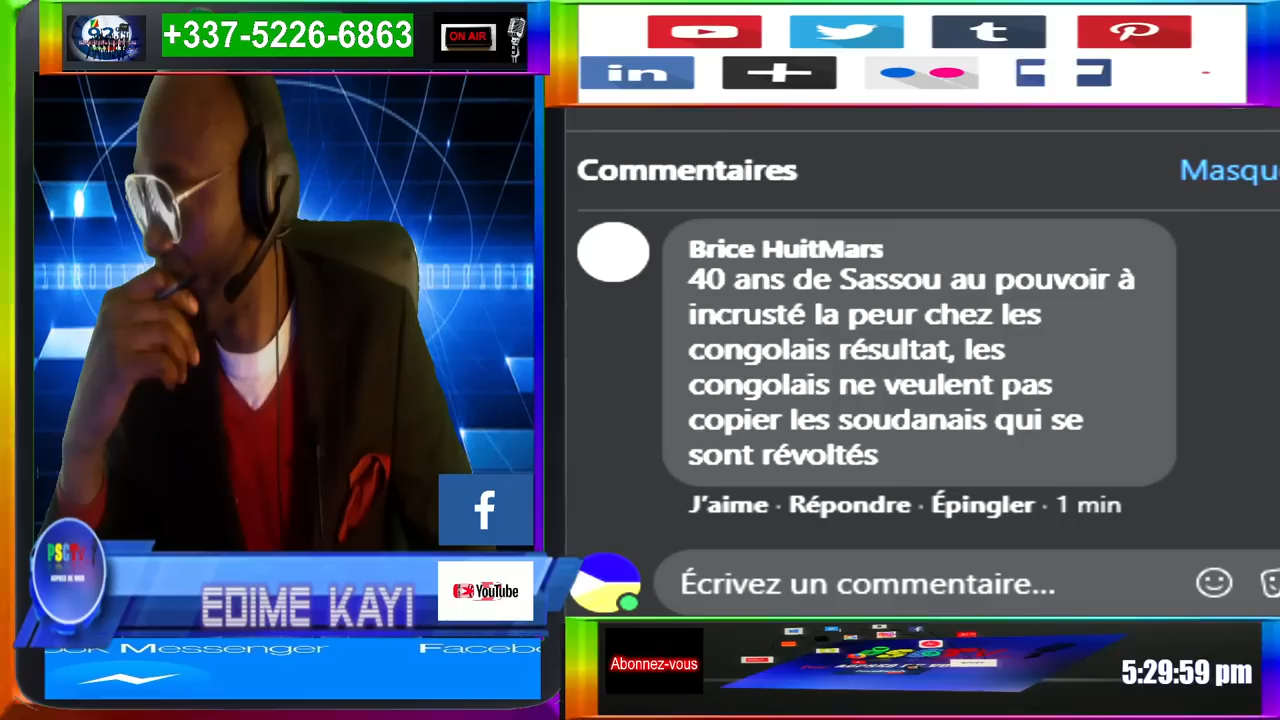 +337-5226-6863
ON AIR
Commentaires
Masqu
Brice HuitMars
40 ans de Sassou au pouvoir à
incrusté la peur chez les
congolais résultat, les
congolais ne veulent pas
copier les soudanais qui se
sont révoltés
J'aime · Répondre · Épingler · 1 min
Écrivez un commentaire...
EDIME KAYI
YouTube
Messenger
Facebo
Abonnez-vous
5:29:59 pm